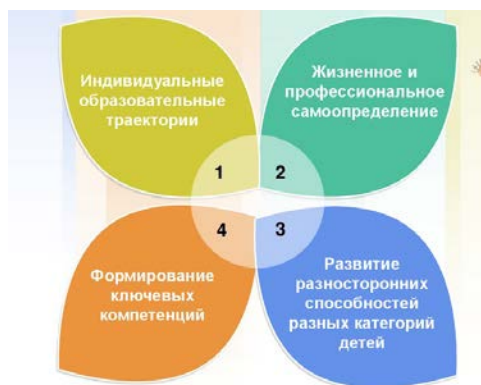 Индивидуальные
образовательные
траектории
1
Жизненное и
профессиональное
самоопределение
2
Развитие
разносторонних
способностей
разных категорий
детей
3
Формирование
ключевых
компетенций
4